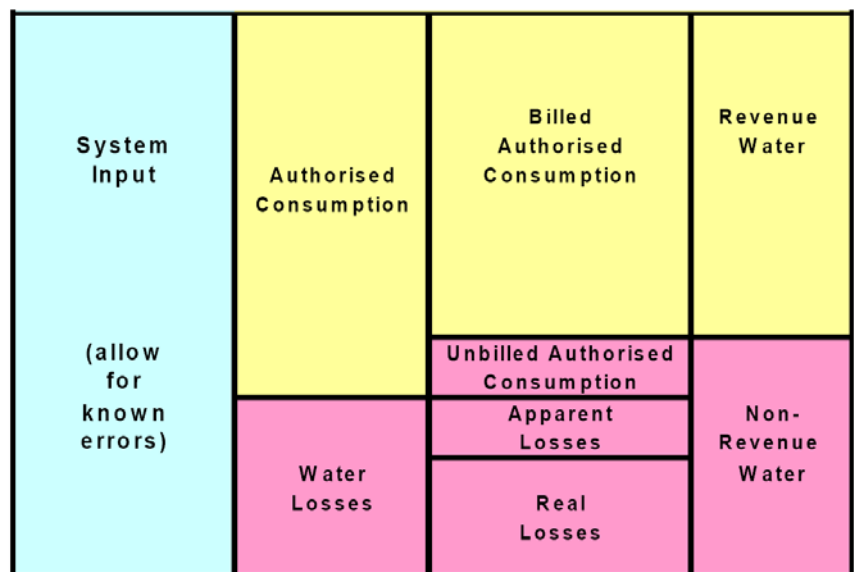 System
Input
(allow
for
known
errors)
Authorised
Consumption
Water
Losses
Billed
Authorised
Consumption
Unbilled Authorised
Consumption
Apparent
Losses
Real
Losses
Revenue
Water
Non-
Revenue
Water